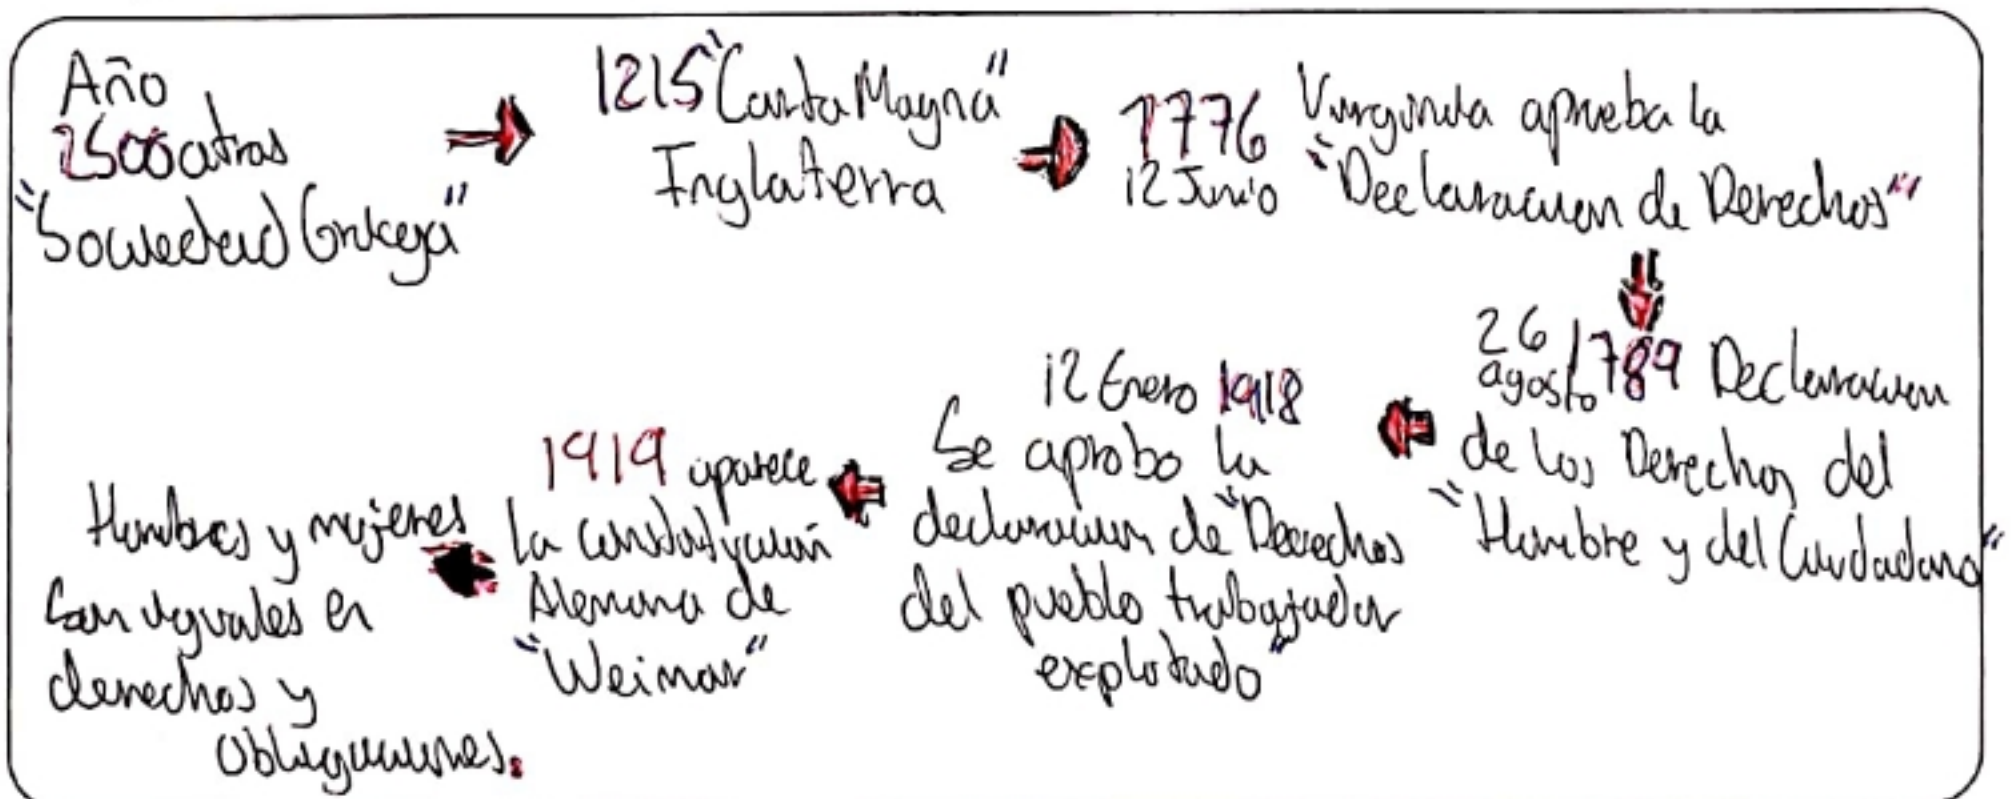 Año
2500 atras
"Sociedad Griega"
1215 "Carta Magna"
Inglaterra
1776
12 Junio
Virginia aprueba la
"Declaracion de Derechos"
26
agosto 1789 Declaracion
de los Derechos del
"Hombre y del Ciudadano"
12 Enero 1918
Se aprobo la
declaracion de "Derechos
del pueblo trabajador
explotado"
1919 aparece
la constitución
Alemana de
"Weimar"
Hombres y mujeres
son iguales en
derechos y
Obligaciones.